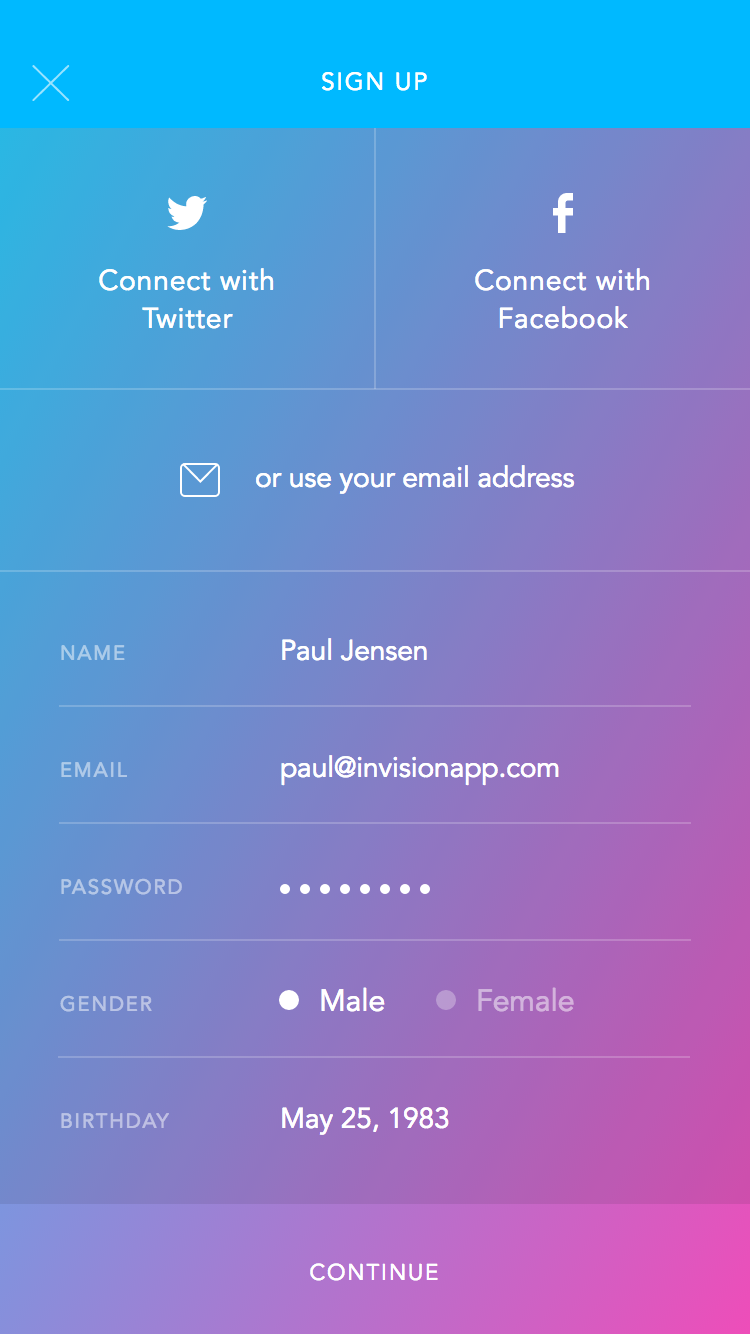 SIGN UP
Connect with
Twitter
Connect with
Facebook
or use your email address
NAME Paul Jensen
EMAIL paul@invisionapp.com
PASSWORD ••••••••
GENDER Male Female
BIRTHDAY May 25, 1983
CONTINUE